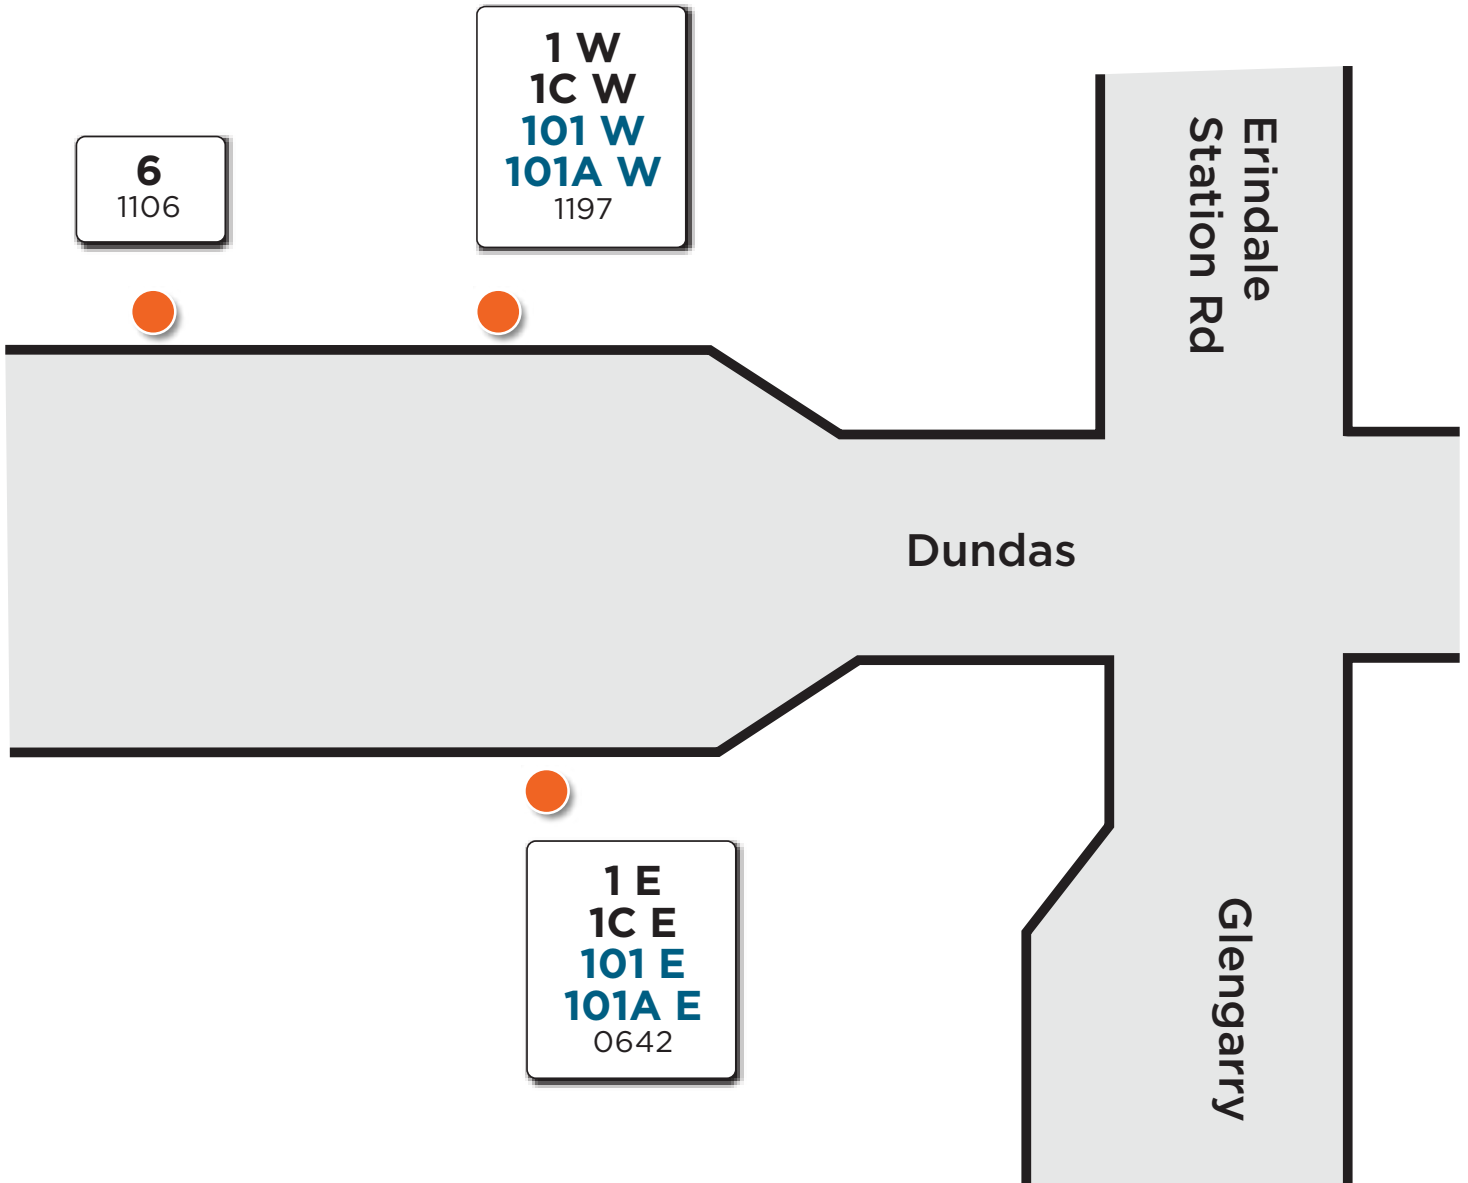 1 W
1C W
101 W
101A W
1197
6
1106
Erindale
Station Rd
Dundas
1 E
1C E
101 E
101A E
0642
Glengarry